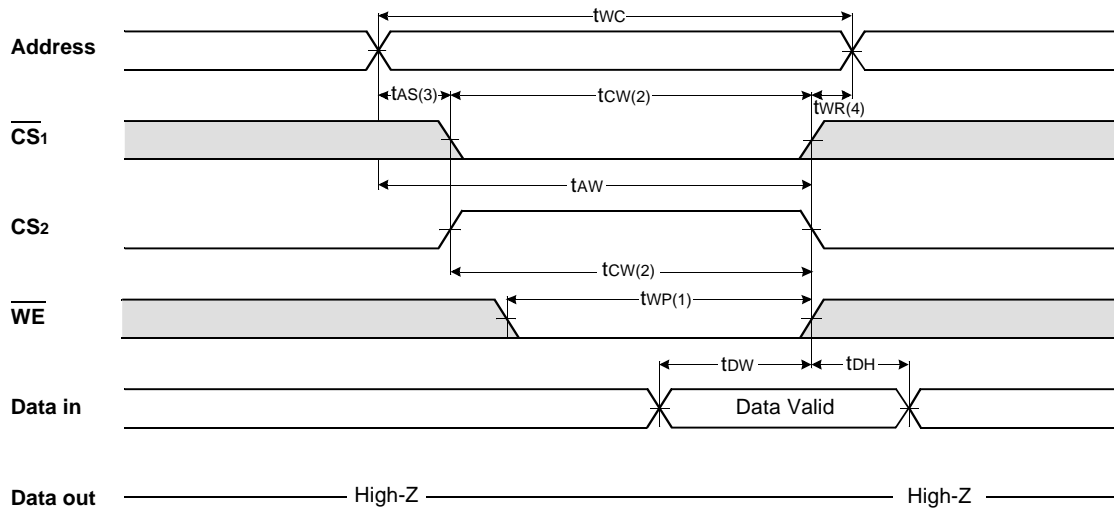 tWC
Address
tAS(3) tCW(2) tWR(4)
CS1
tAW
CS2
tCW(2)
tWP(1)
WE
tDW tDH
Data in Data Valid
Data out High-Z High-Z